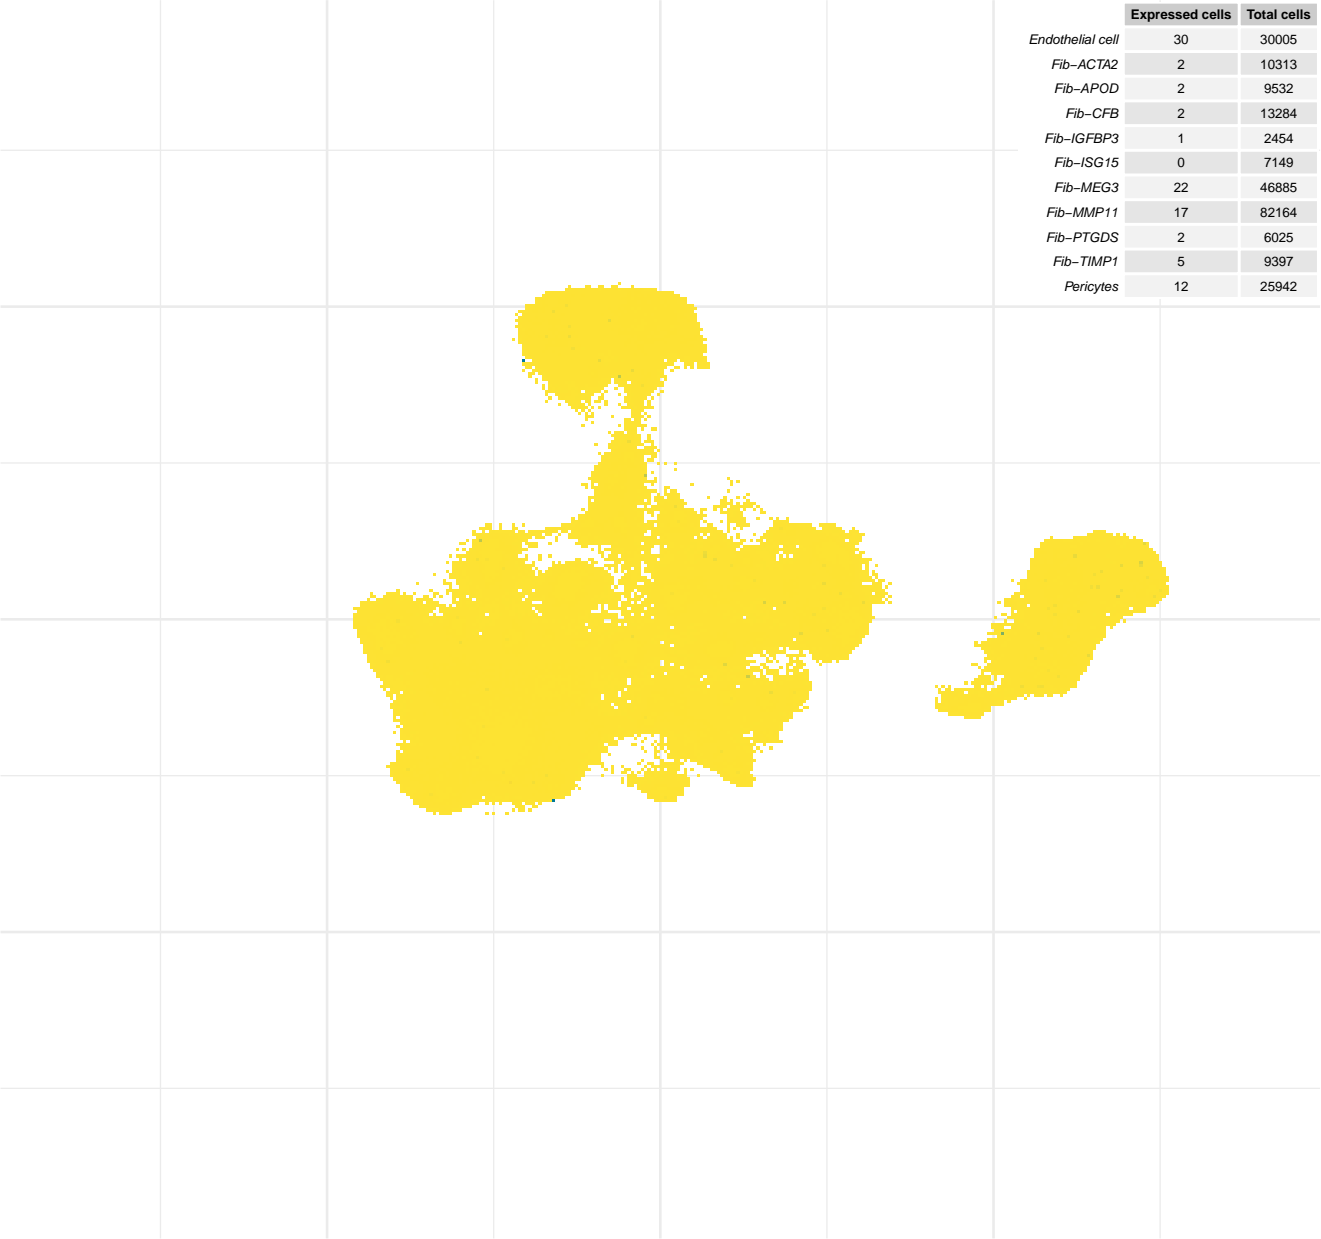 Expressed cells Total cells
Endothelial cell 30 30005
Fib−ACTA2 2 10313
Fib−APOD 2 9532
Fib−CFB 2 13284
Fib−IGFBP3 1 2454
Fib−ISG15 0 7149
Fib−MEG3 22 46885
Fib−MMP11 17 82164
Fib−PTGDS 2 6025
Fib−TIMP1 5 9397
Pericytes 12 25942